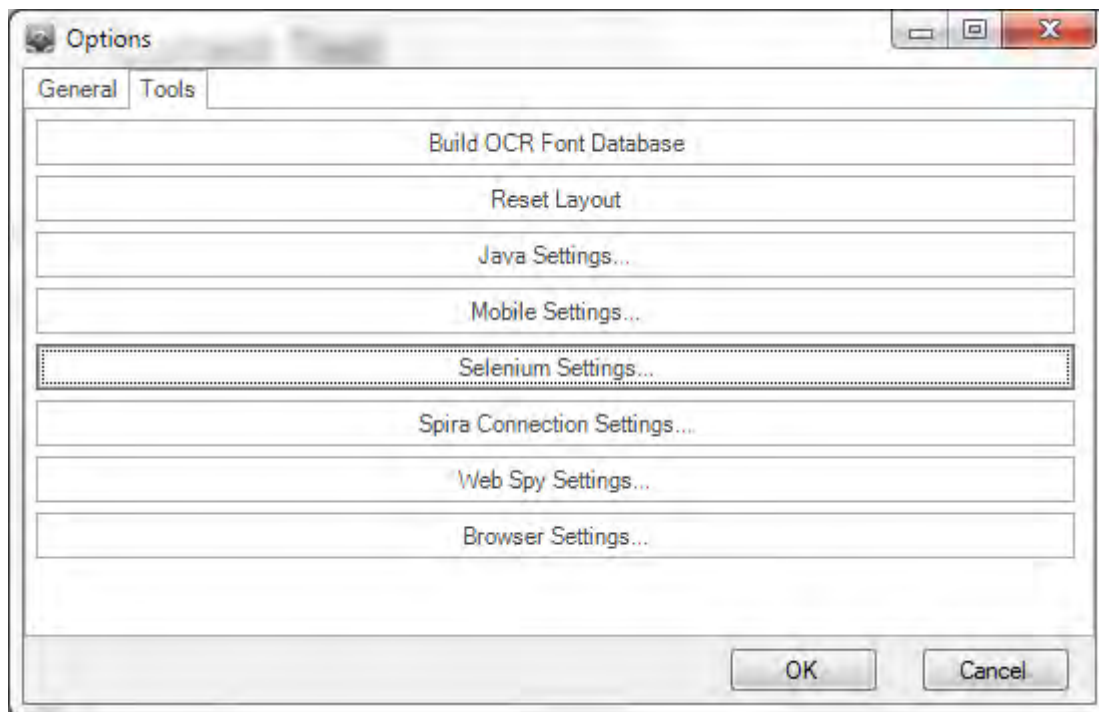 Options
General Tools
Build OCR Font Database
Reset Layout
Java Settings...
Mobile Settings...
Selenium Settings...
Spira Connection Settings...
Web Spy Settings...
Browser Settings...
OK Cancel